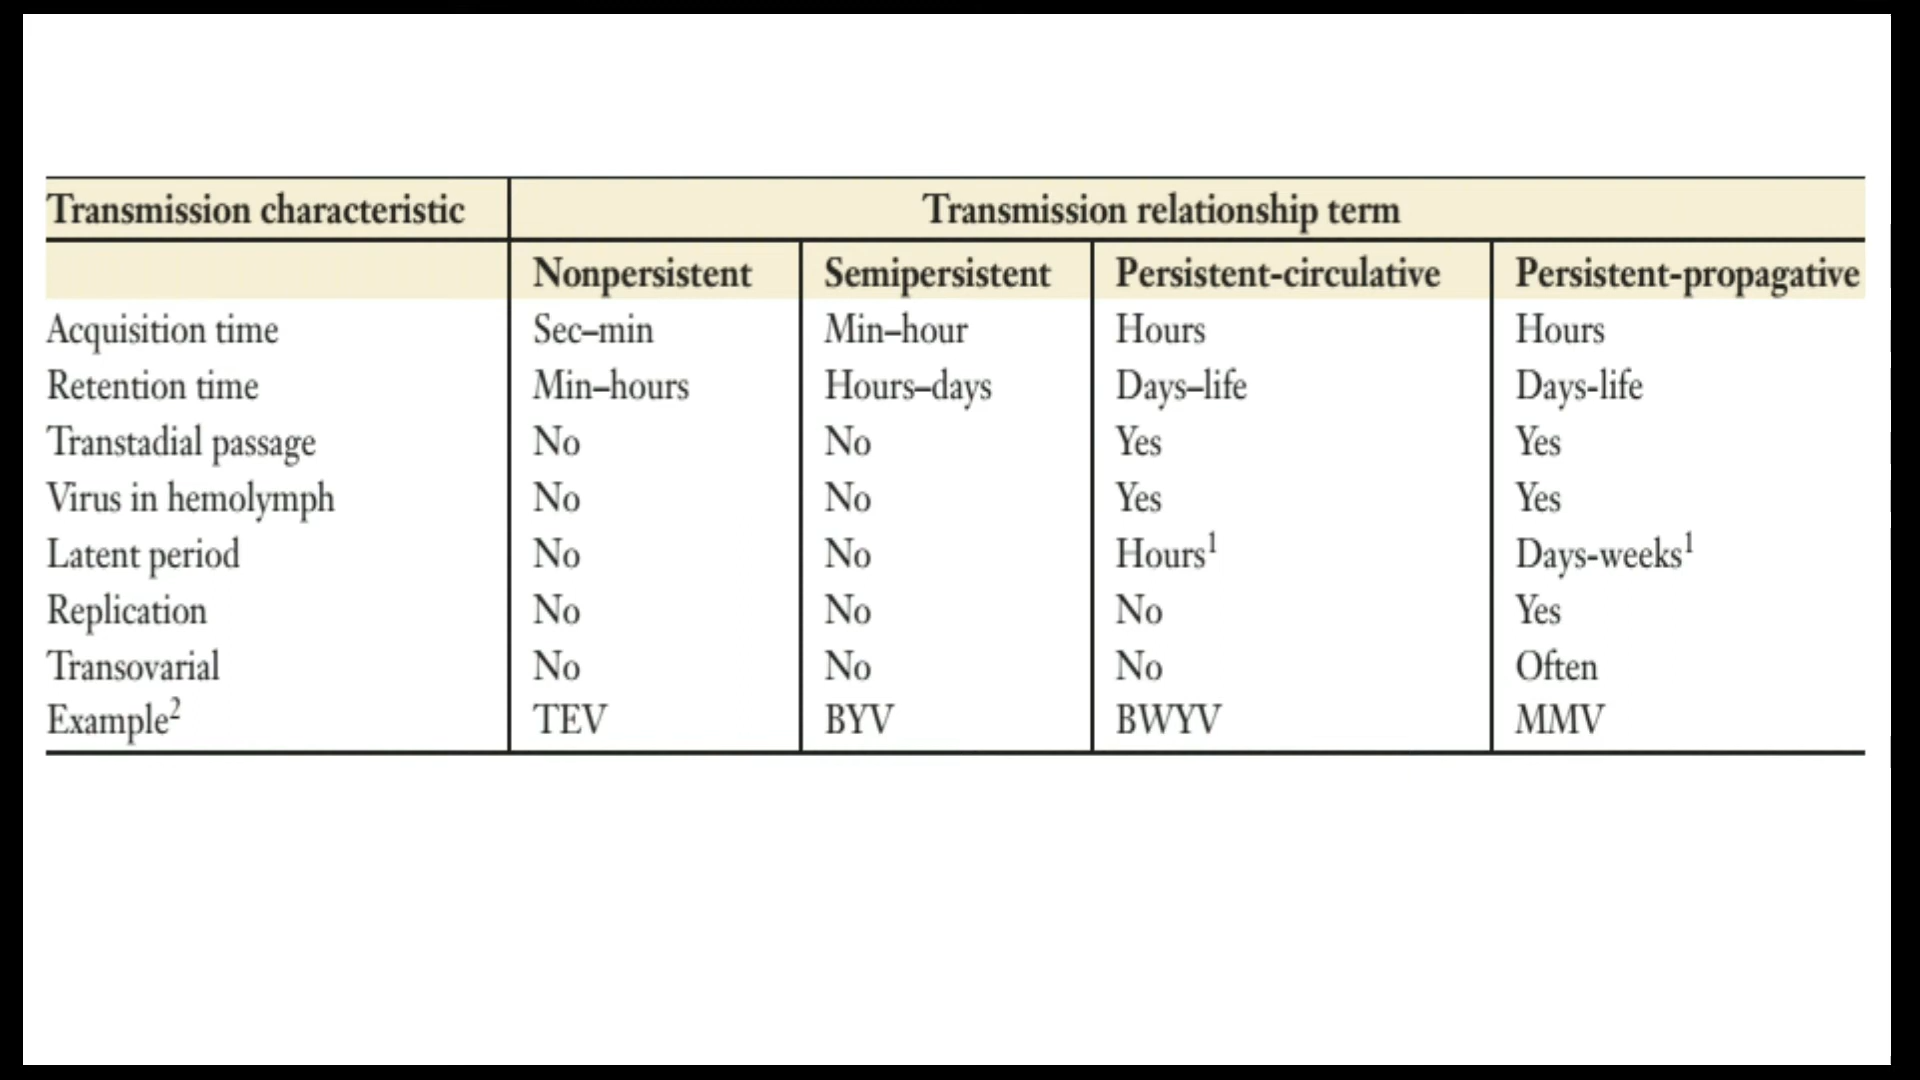 Transmission characteristic Transmission relationship term
Nonpersistent Semipersistent Persistent-circulative Persistent-propagative
Acquisition time Sec–min Min–hour Hours Hours
Retention time Min–hours Hours–days Days–life Days-life
Transtadial passage No No Yes Yes
Virus in hemolymph No No Yes Yes
Latent period No No Hours¹ Days-weeks¹
Replication No No No Yes
Transovarial No No No Often
Example² TEV BYV BWYV MMV